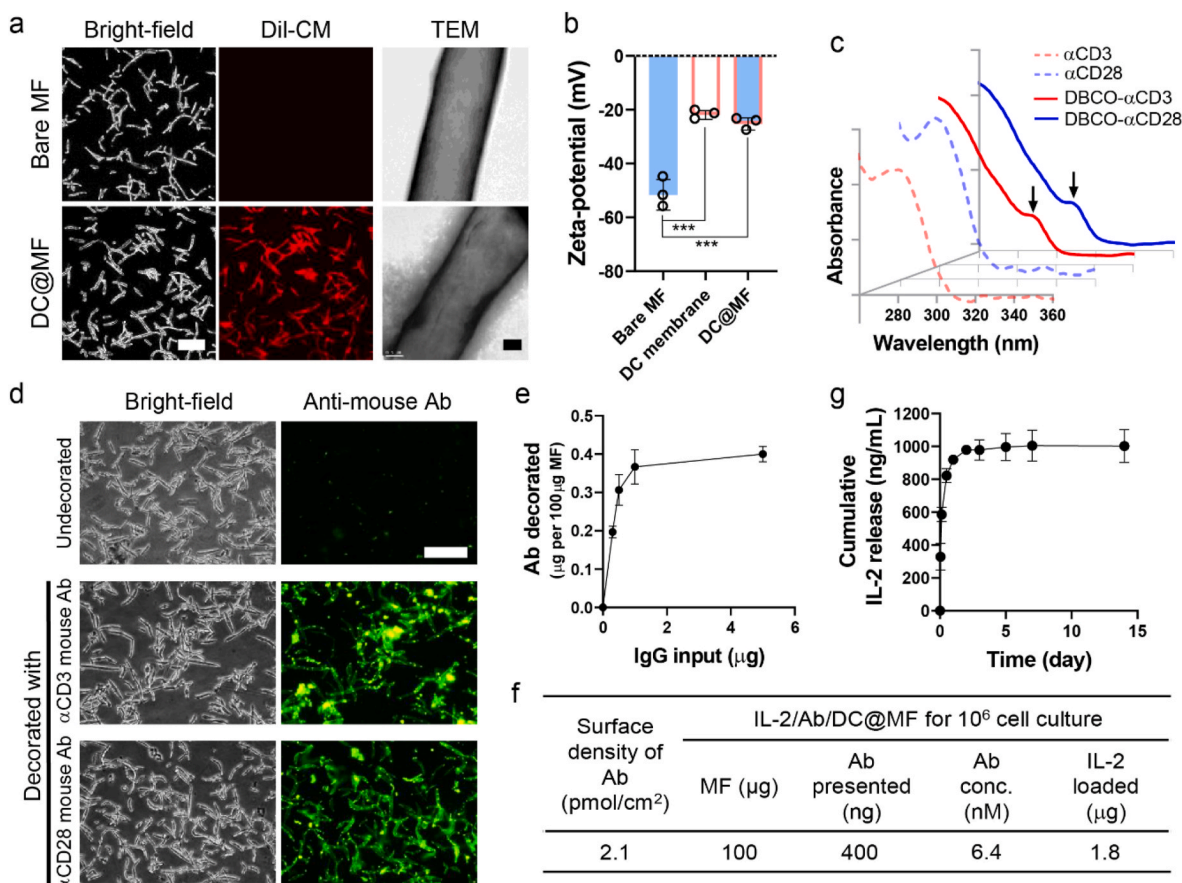 a
Bright-field
DiI-CM
TEM
Bare MF
DC@MF
b
Zeta-potential (mV)
0
-20
-40
-60
-80
***
***
Bare MF
DC membrane
DC@MF
c
αCD3
αCD28
DBCO-αCD3
DBCO-αCD28
Absorbance
280 300 320 340 360
Wavelength (nm)
d
Bright-field
Anti-mouse Ab
Undecorated
Decorated with
αCD3 mouse Ab
αCD28 mouse Ab
e
Ab decorated
(μg per 100μg MF)
0.5
0.4
0.3
0.2
0.1
0.0
0 2 4 6
IgG input (μg)
g
Cumulative
IL-2 release (ng/mL)
1200
1000
800
600
400
200
0
0 5 10 15
Time (day)
f
Surface
density of
Ab
(pmol/cm²)
IL-2/Ab/DC@MF for 10⁶ cell culture
MF (μg)
Ab
presented
(ng)
Ab
conc.
(nM)
IL-2
loaded
(μg)
2.1 100 400 6.4 1.8